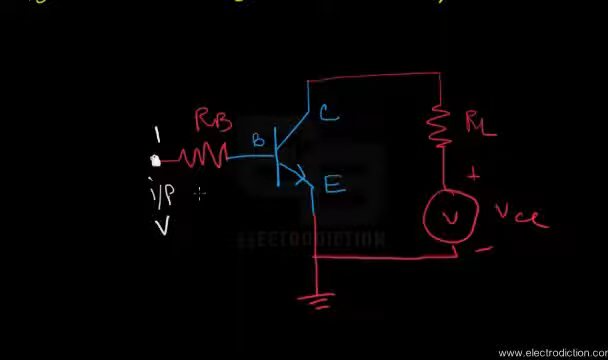 RB
B
C
RL
i/p
V
E
+
V
Vcc
-
ELECTRODICTION
www.electrodiction.com